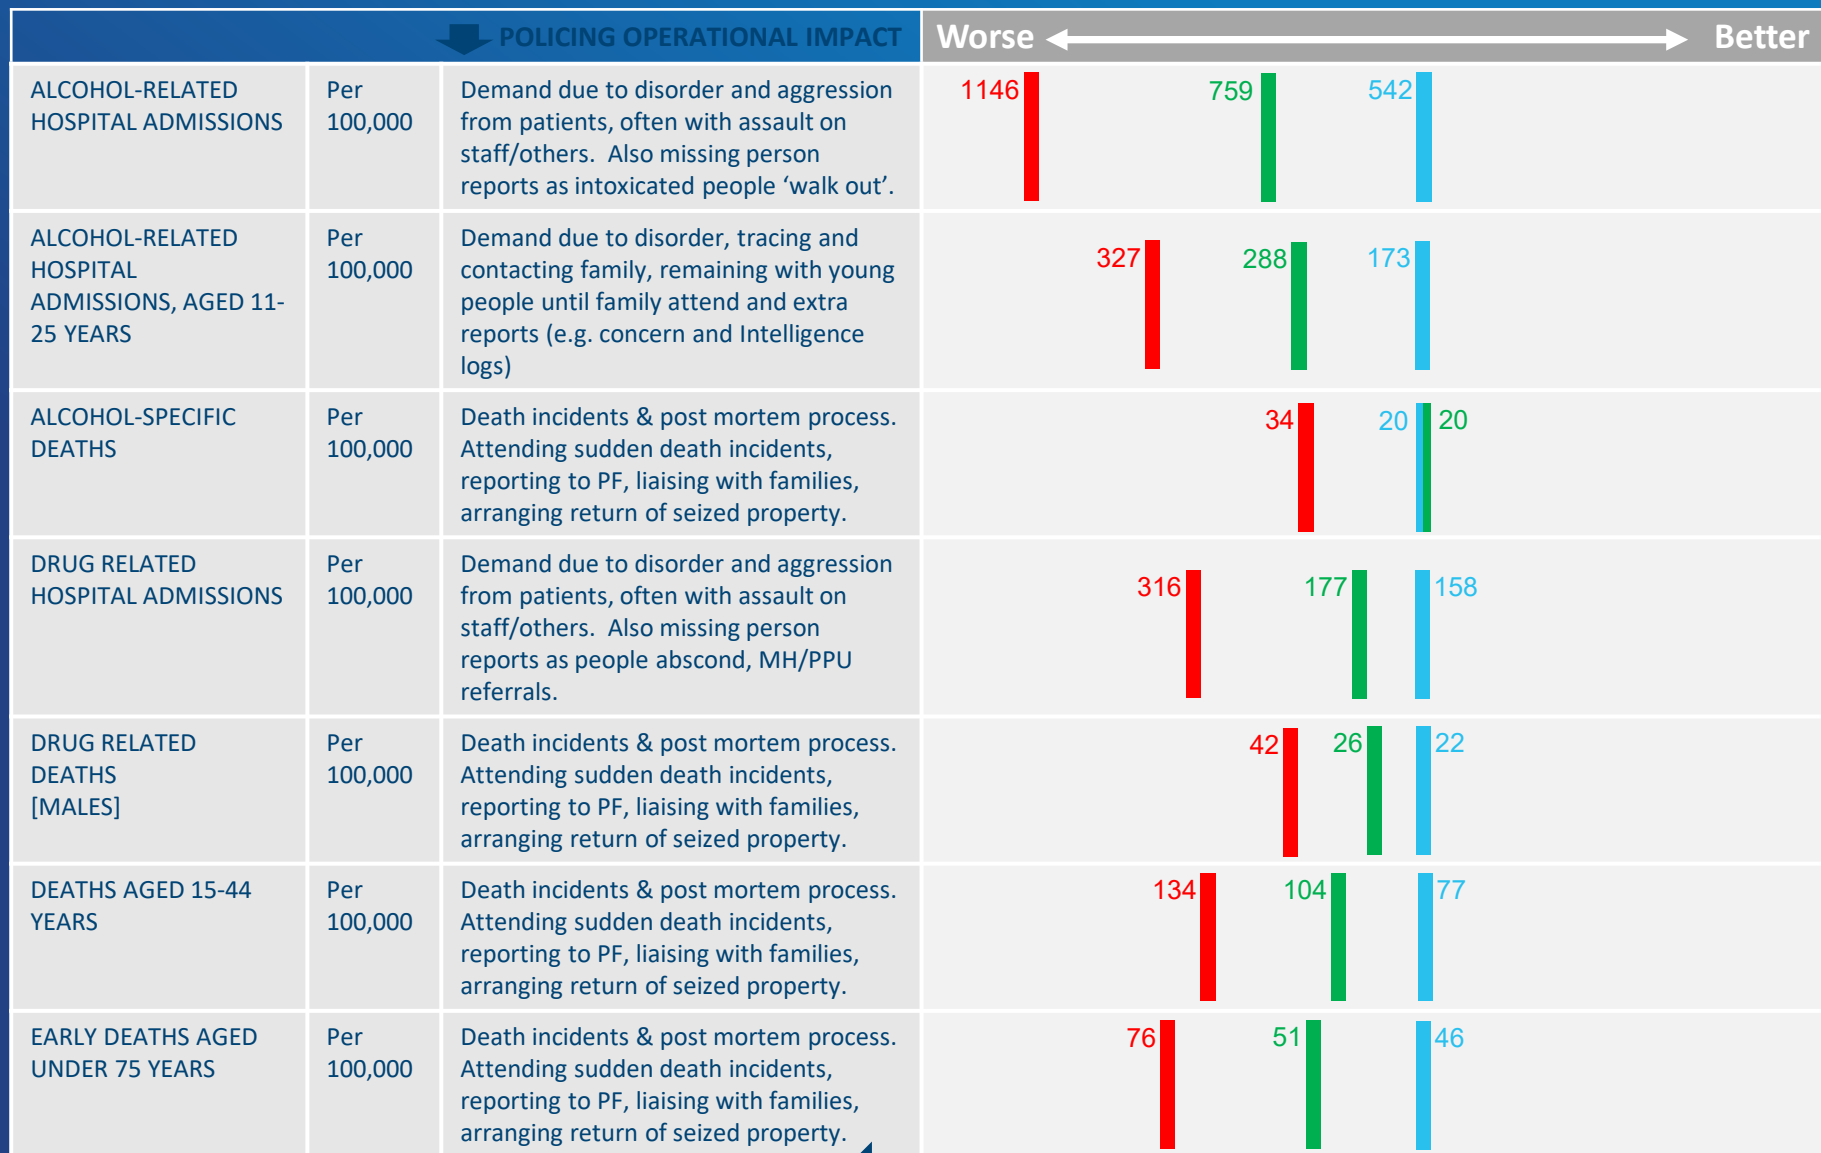 POLICING OPERATIONAL IMPACT
Worse
Better
ALCOHOL-RELATED
HOSPITAL ADMISSIONS
Per
100,000
Demand due to disorder and aggression
from patients, often with assault on
staff/others.  Also missing person
reports as intoxicated people ‘walk out’.
1146
759
542
ALCOHOL-RELATED
HOSPITAL
ADMISSIONS, AGED 11-
25 YEARS
Per
100,000
Demand due to disorder, tracing and
contacting family, remaining with young
people until family attend and extra
reports (e.g. concern and Intelligence
logs)
327
288
173
ALCOHOL-SPECIFIC
DEATHS
Per
100,000
Death incidents & post mortem process.
Attending sudden death incidents,
reporting to PF, liaising with families,
arranging return of seized property.
34
20
20
DRUG RELATED
HOSPITAL ADMISSIONS
Per
100,000
Demand due to disorder and aggression
from patients, often with assault on
staff/others.  Also missing person
reports as people abscond, MH/PPU
referrals.
316
177
158
DRUG RELATED
DEATHS
[MALES]
Per
100,000
Death incidents & post mortem process.
Attending sudden death incidents,
reporting to PF, liaising with families,
arranging return of seized property.
42
26
22
DEATHS AGED 15-44
YEARS
Per
100,000
Death incidents & post mortem process.
Attending sudden death incidents,
reporting to PF, liaising with families,
arranging return of seized property.
134
104
77
EARLY DEATHS AGED
UNDER 75 YEARS
Per
100,000
Death incidents & post mortem process.
Attending sudden death incidents,
reporting to PF, liaising with families,
arranging return of seized property.
76
51
46